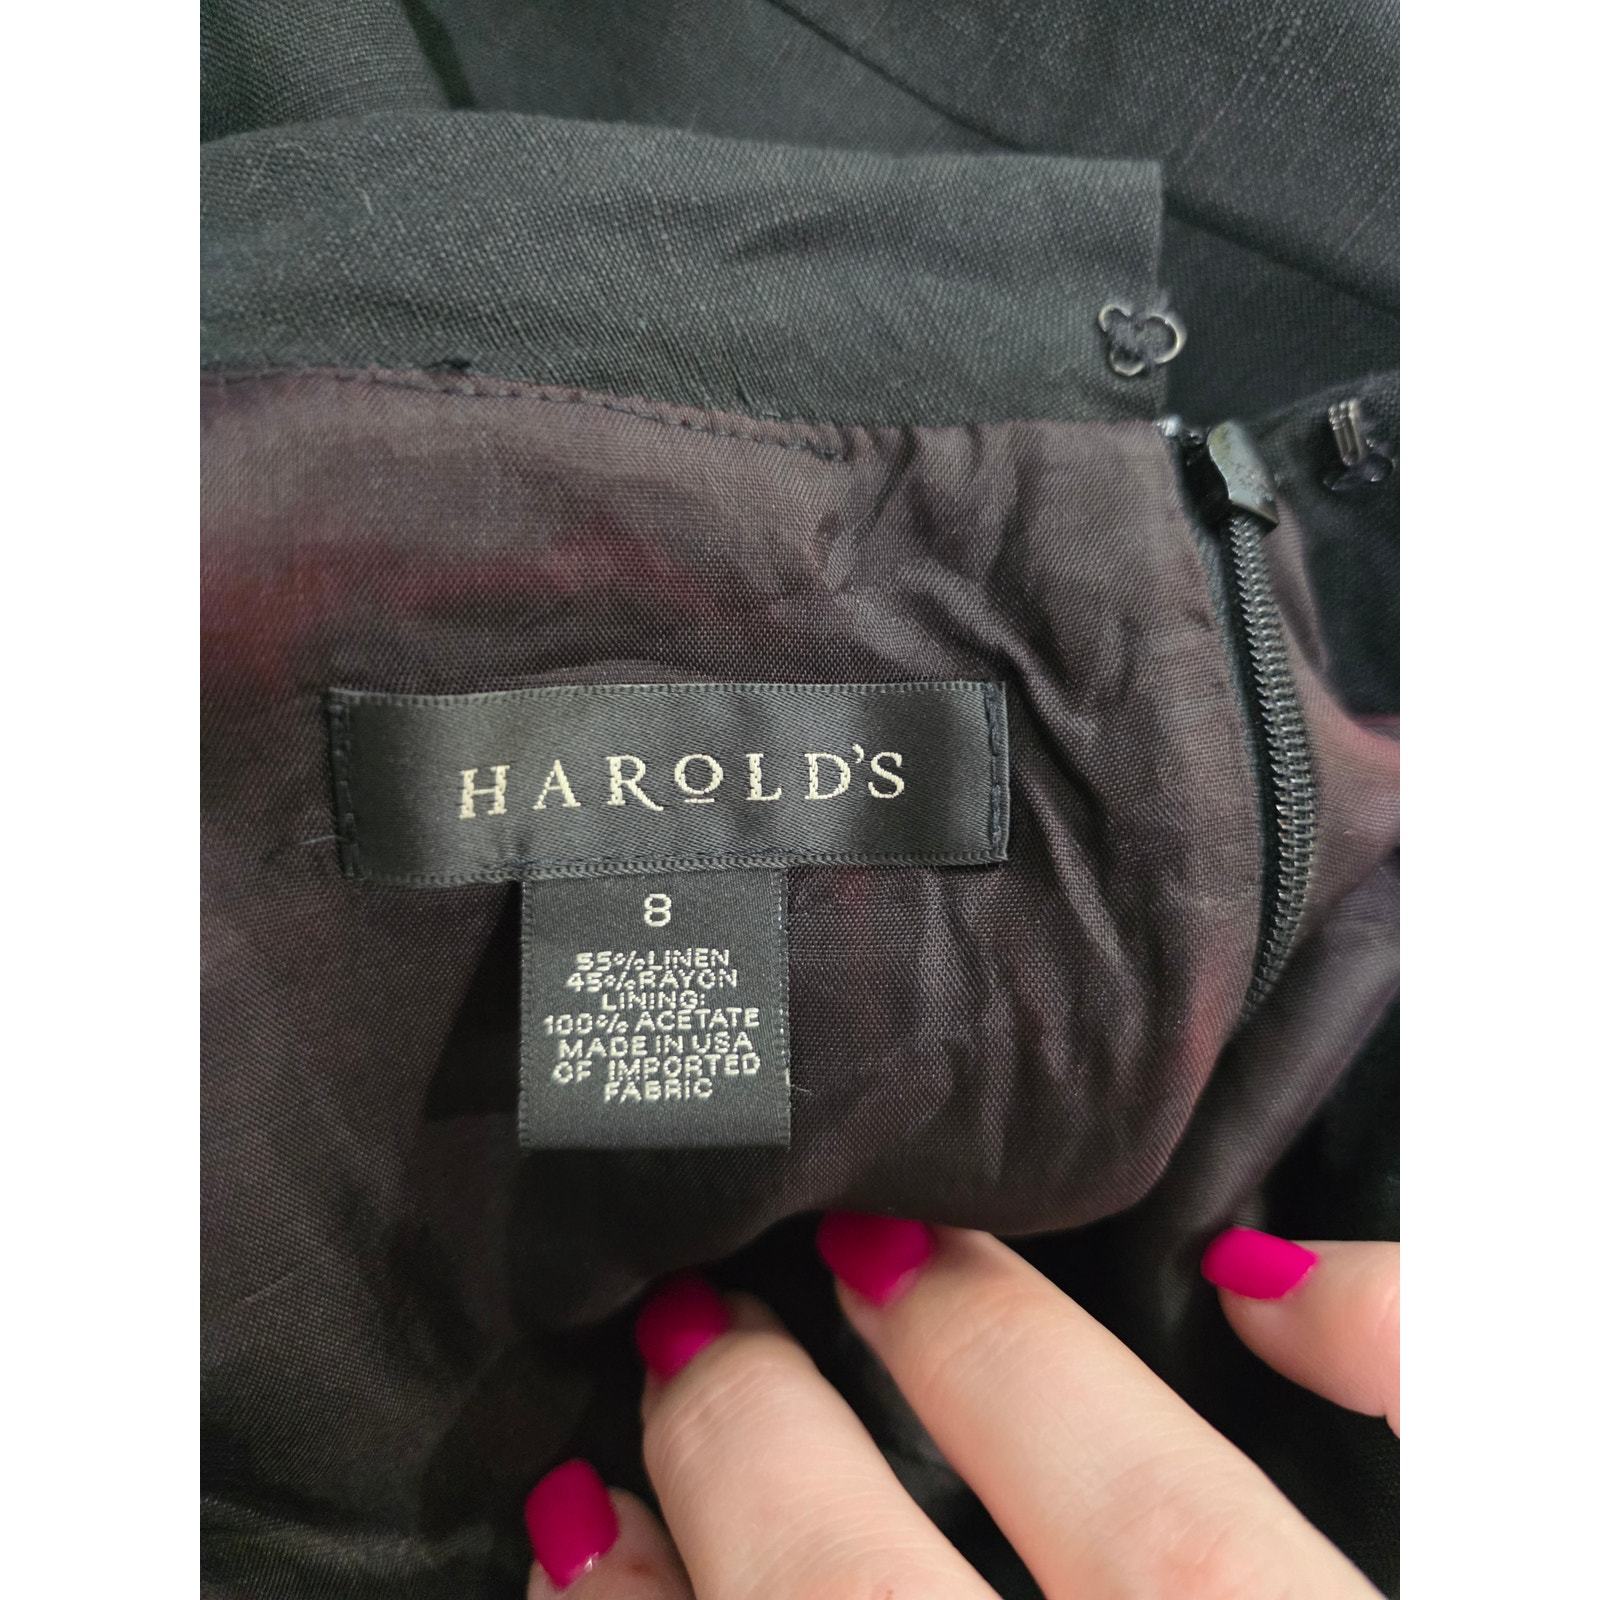 HAROLD'S
8
55% LINEN
45% RAYON
LINING:
100% ACETATE
MADE IN USA
OF IMPORTED
FABRIC